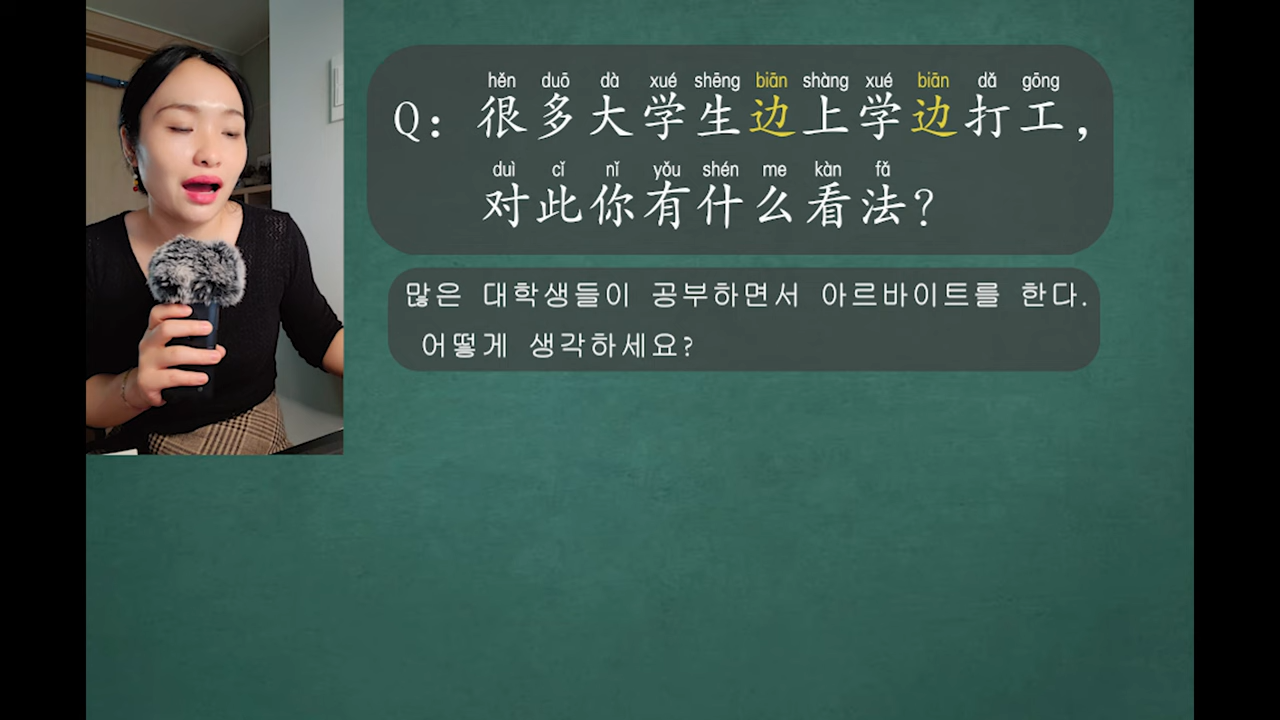 hěn duō dà xué shēng biān shàng xué biān dǎ gōng
Q：很多大学生边上学边打工，
duì cǐ nǐ yǒu shén me kàn fǎ
对此你有什么看法？
많은 대학생들이 공부하면서 아르바이트를 한다.
어떻게 생각하세요?